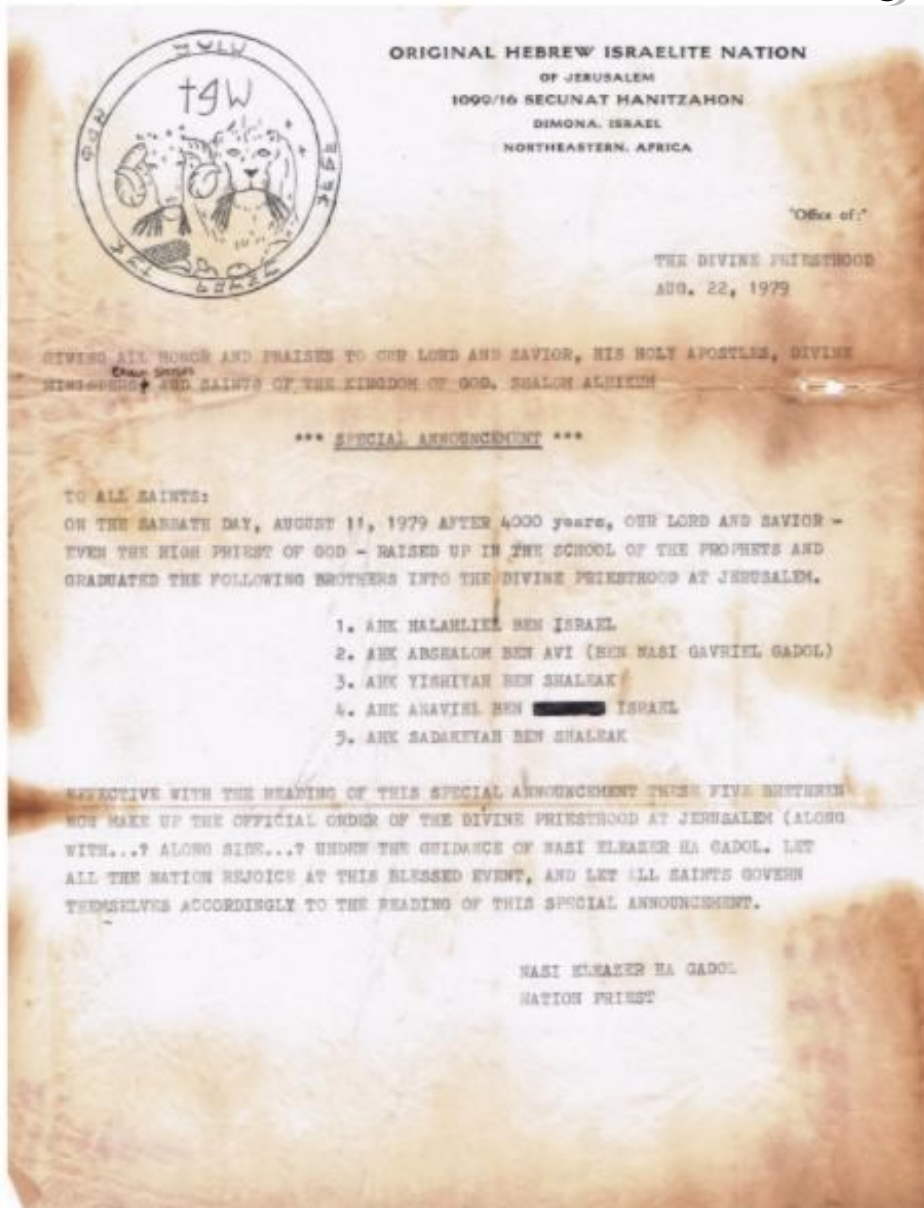 ORIGINAL HEBREW ISRAELITE NATION
OF JERUSALEM
1099/16 SECUNAT HANITZAHON
DIMONA, ISRAEL
NORTHEASTERN, AFRICA
"Office of:"
THE DIVINE PRIESTHOOD
AUG. 22, 1979
GIVING ALL HONOR AND PRAISES TO OUR LORD AND SAVIOR, HIS HOLY APOSTLES, DIVINE
MINISTERS AND SAINTS OF THE KINGDOM OF GOD. SHALOM ALEIKUM
*** SPECIAL ANNOUNCEMENT ***
TO ALL SAINTS:
ON THE SABBATH DAY, AUGUST 11, 1979 AFTER 4000 years, OUR LORD AND SAVIOR -
EVEN THE HIGH PRIEST OF GOD - RAISED UP IN THE SCHOOL OF THE PROPHETS AND
GRADUATED THE FOLLOWING BROTHERS INTO THE DIVINE PRIESTHOOD AT JERUSALEM.
1. AHK HALAHLIEL BEN ISRAEL
2. AHK ABSHALOM BEN AVI (BEN NASI GAVRIEL GADOL)
3. AHK YISHIYAH BEN SHALEAK
4. AHK ANAVIEL BEN ISRAEL
5. AHK SADAKEYAH BEN SHALEAK
EFFECTIVE WITH THE READING OF THIS SPECIAL ANNOUNCEMENT THESE FIVE BRETHREN
NOW MAKE UP THE OFFICIAL ORDER OF THE DIVINE PRIESTHOOD AT JERUSALEM (ALONG
WITH...? ALONG SIDE...? UNDER THE GUIDANCE OF NASI ELEAZER HA GADOL. LET
ALL THE NATION REJOICE AT THIS BLESSED EVENT, AND LET ALL SAINTS GOVERN
THEMSELVES ACCORDINGLY TO THE READING OF THIS SPECIAL ANNOUNCEMENT.
NASI ELEAZER HA GADOL
NATION PRIEST